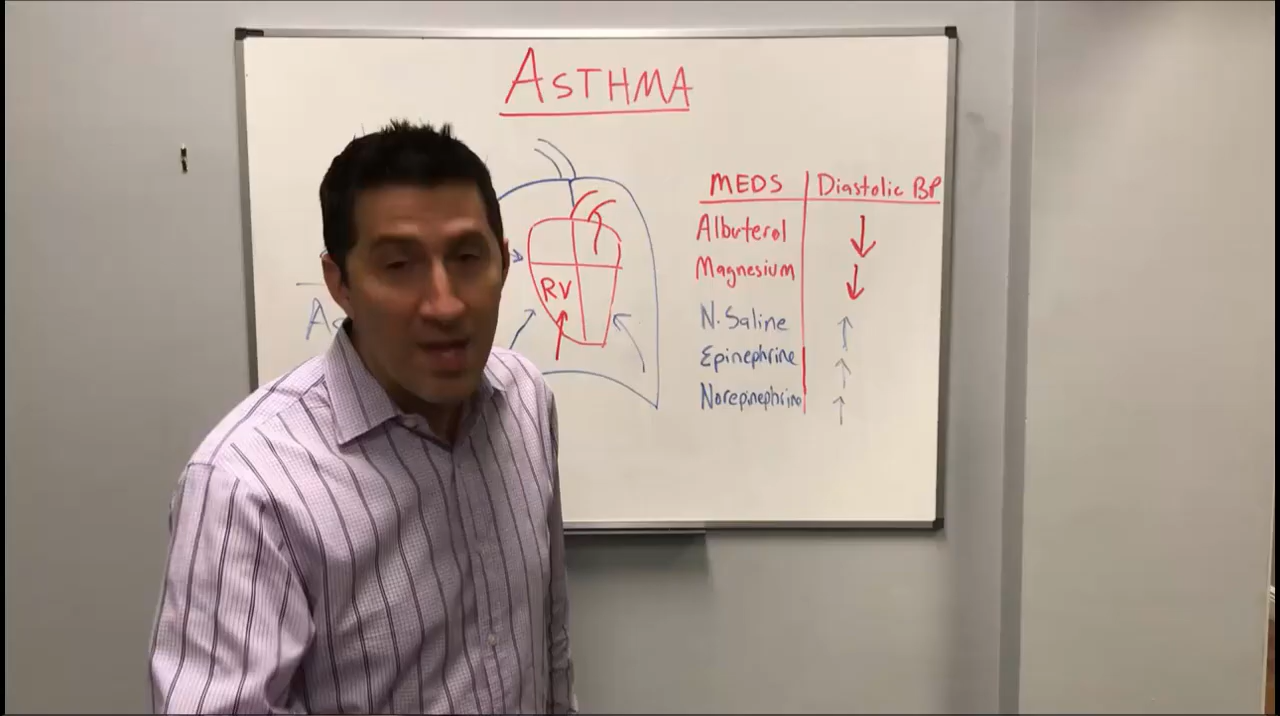 ASTHMA
MEDS Diastolic BP
Albuterol ↓
Magnesium ↓
N. Saline ↑
Epinephrine ↑
Norepinephrine ↑
RV